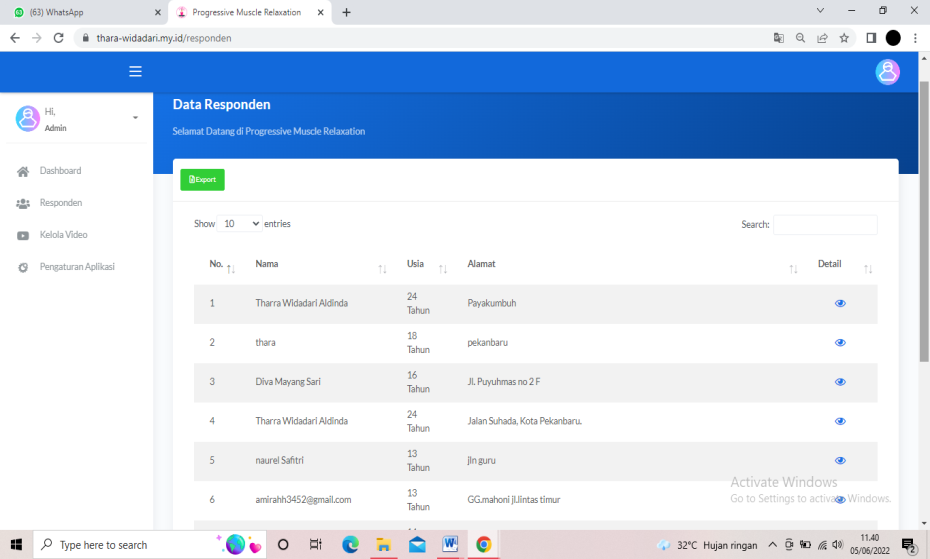 (63) WhatsApp
Progressive Muscle Relaxation
thara-widadari.my.id/responden
Hi,
Admin
Data Responden
Selamat Datang di Progressive Muscle Relaxation
Dashboard
Responden
Kelola Video
Pengaturan Aplikasi
Export
Show 10 entries
Search:
No. Nama Usia Alamat Detail
1 Tharra Widadari Aldinda 24 Tahun Payakumbuh
2 thara 18 Tahun pekanbaru
3 Diva Mayang Sari 16 Tahun Jl. Puyuhmas no 2 F
4 Tharra Widadari Aldinda 24 Tahun Jalan Suhada, Kota Pekanbaru.
5 naurel Safitri 13 Tahun jln guru
6 amirahh3452@gmail.com 13 Tahun GG.mahoni jl.lintas timur
Activate Windows
Go to Settings to activate Windows.
Type here to search
32°C Hujan ringan
11.40
05/06/2022
2